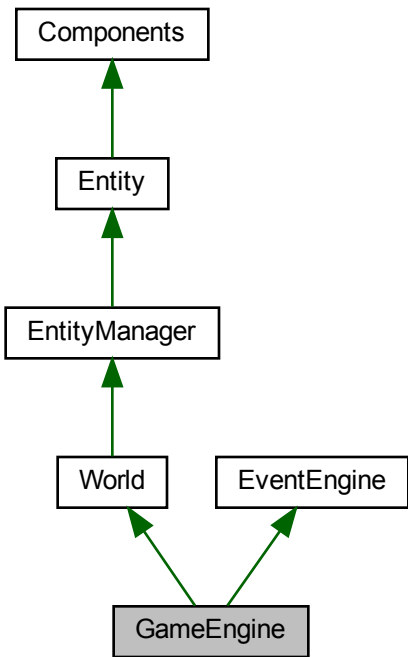 Components
Entity
EntityManager
World
EventEngine
GameEngine